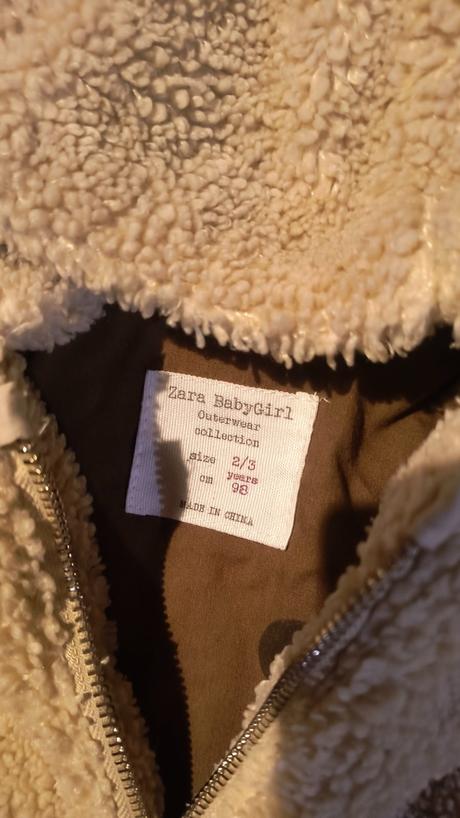 Zara BabyGirl
Outerwear
collection
size 2/3
years
cm 98
MADE IN CHINA